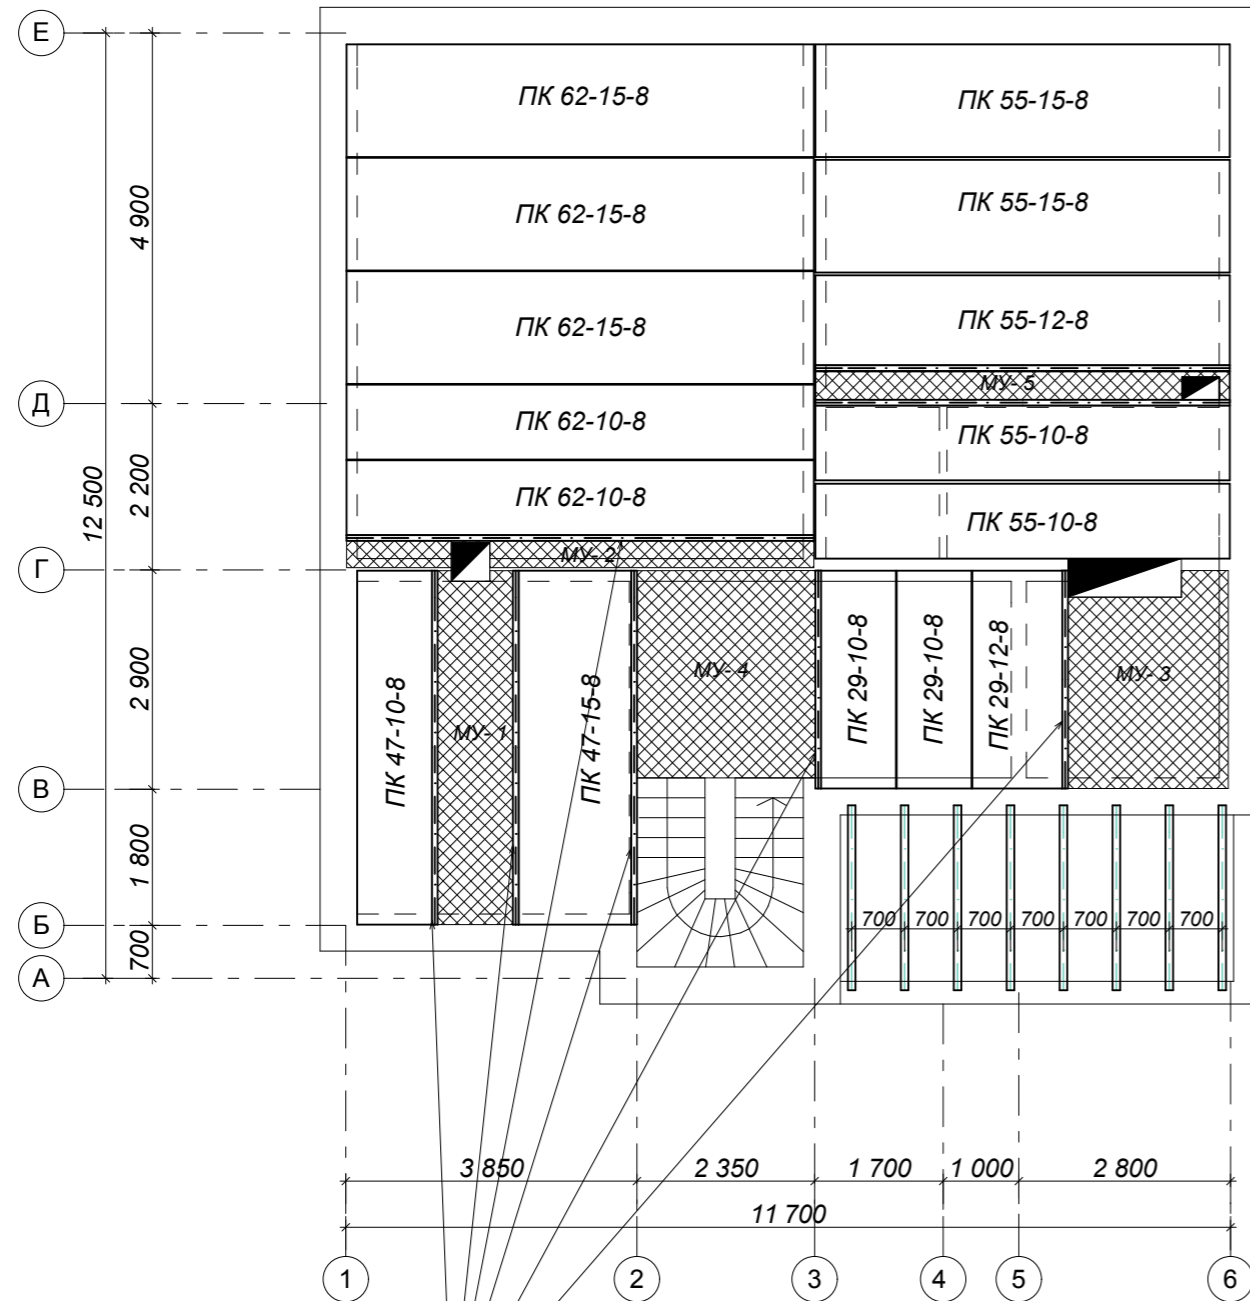 Е
ПК 62-15-8
ПК 55-15-8
ПК 62-15-8
ПК 55-15-8
4 900
ПК 62-15-8
ПК 55-12-8
МУ- 5
Д
ПК 62-10-8
ПК 55-10-8
12 500
2 200
ПК 62-10-8
ПК 55-10-8
МУ- 2
Г
2 900
ПК 47-10-8
МУ- 1
ПК 47-15-8
МУ- 4
ПК 29-10-8
ПК 29-10-8
ПК 29-12-8
МУ- 3
В
1 800
Б
700
700 700 700 700 700 700 700
А
3 850 2 350 1 700 1 000 2 800
11 700
1 2 3 4 5 6